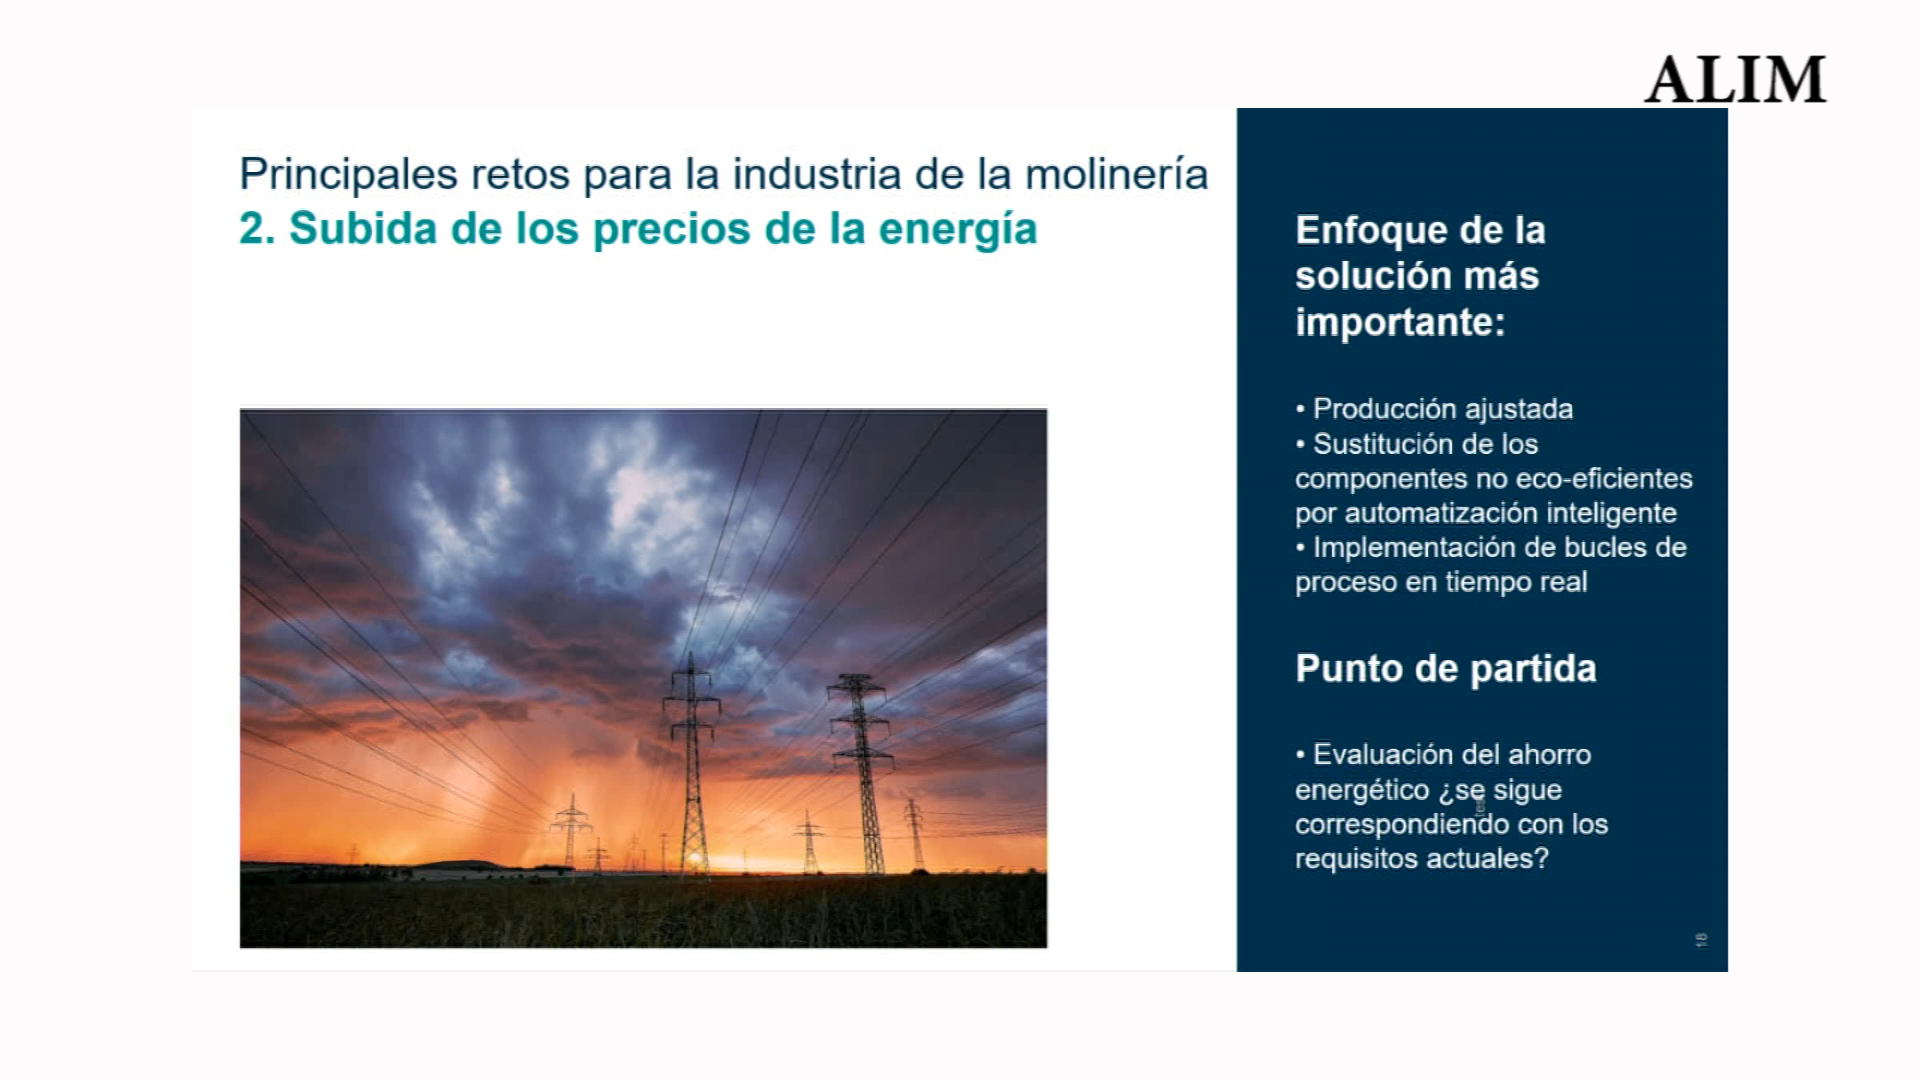 ALIM
Principales retos para la industria de la molinería
2. Subida de los precios de la energía
Enfoque de la
solución más
importante:
• Producción ajustada
• Sustitución de los
componentes no eco-eficientes
por automatización inteligente
• Implementación de bucles de
proceso en tiempo real
Punto de partida
• Evaluación del ahorro
energético ¿se sigue
correspondiendo con los
requisitos actuales?
18